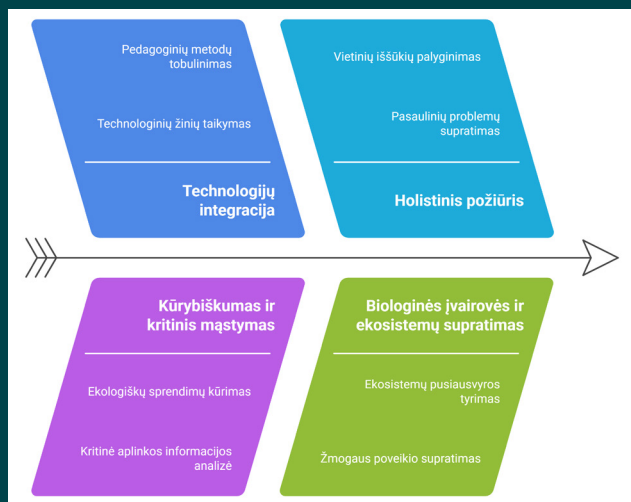 Pedagoginių metodų
tobulinimas
Technologinių žinių taikymas
Technologijų
integracija
Vietinių iššūkių palyginimas
Pasaulinių problemų
supratimas
Holistinis požiūris
Kūrybiškumas ir
kritinis mąstymas
Ekologiškų sprendimų kūrimas
Kritinė aplinkos informacijos
analizė
Biologinės įvairovės ir
ekosistemų supratimas
Ekosistemų pusiausvyros
tyrimas
Žmogaus poveikio supratimas